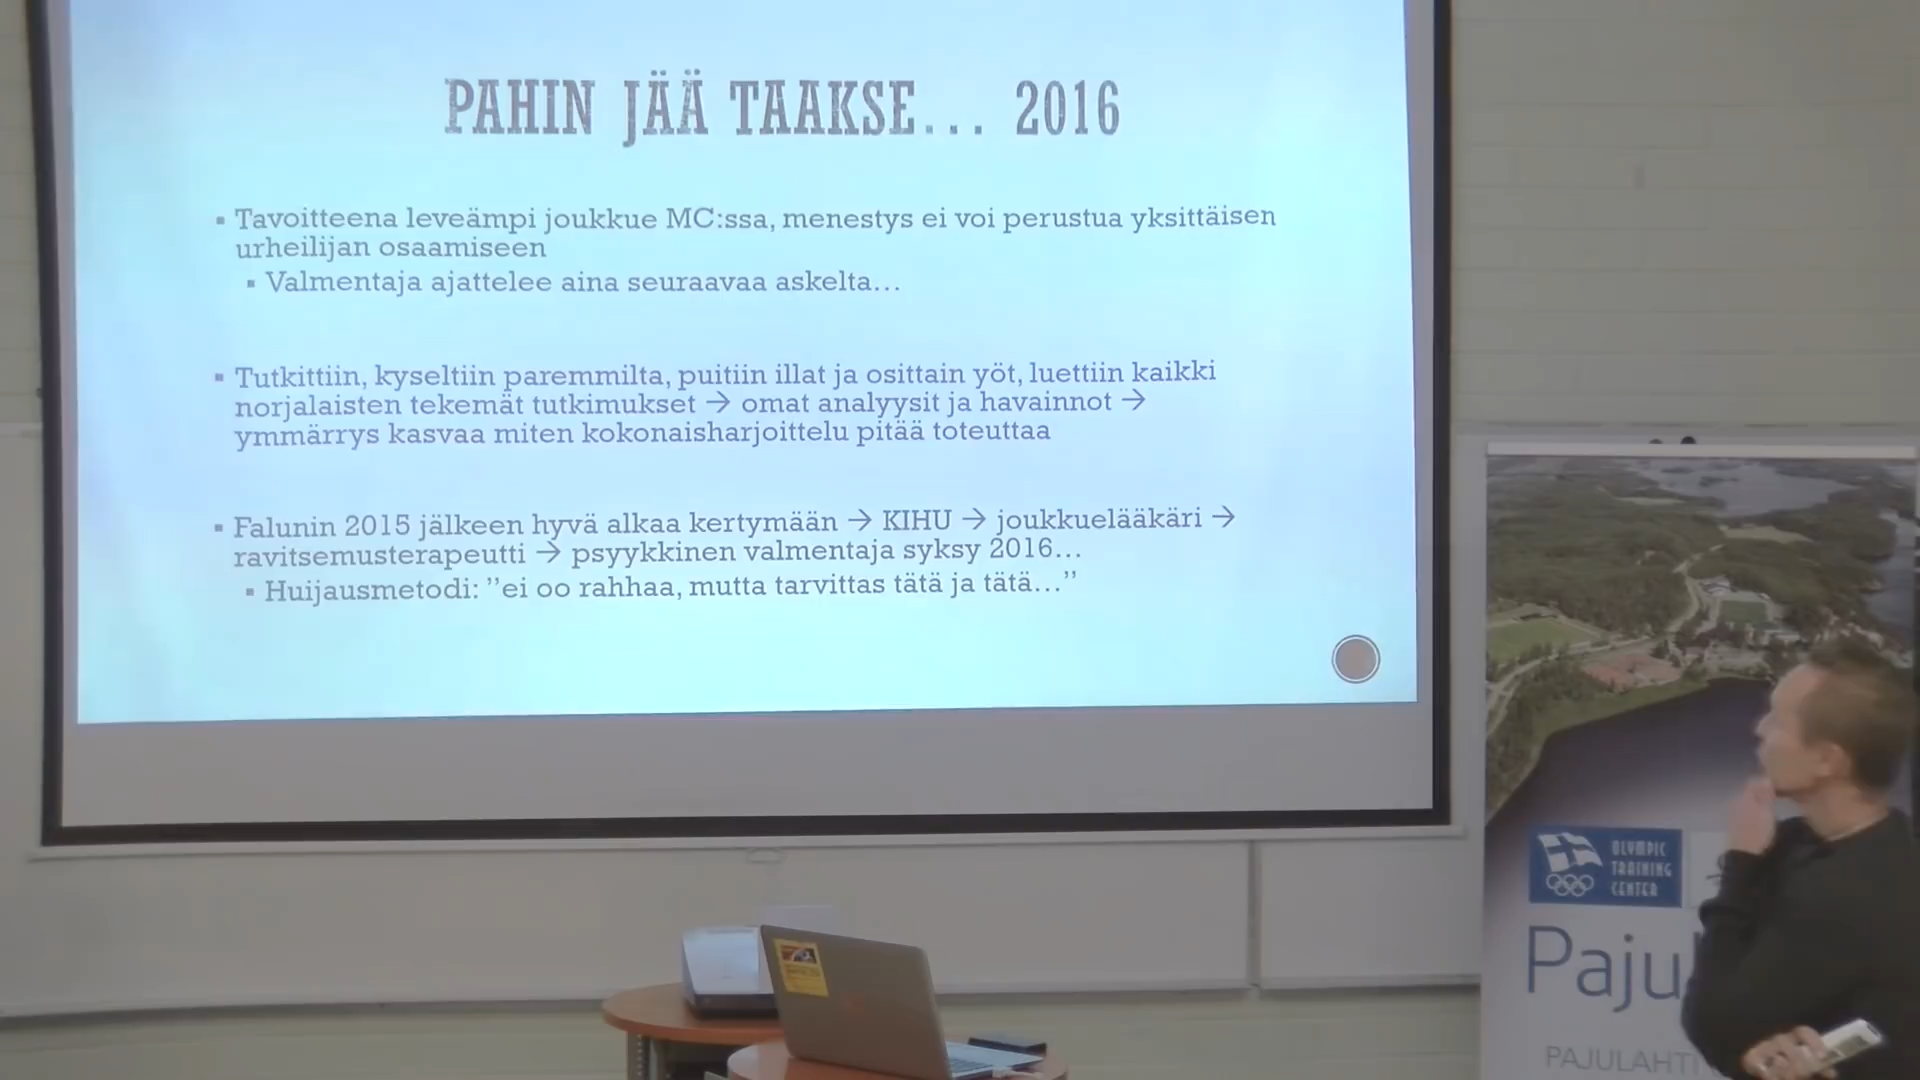 PAHIN JÄÄ TAAKSE... 2016
▪ Tavoitteena leveämpi joukkue MC:ssa, menestys ei voi perustua yksittäisen
urheilijan osaamiseen
▪ Valmentaja ajattelee aina seuraavaa askelta...
▪ Tutkittiin, kyseltiin paremmilta, puitiin illat ja osittain yöt, luettiin kaikki
norjalaisten tekemät tutkimukset → omat analyysit ja havainnot →
ymmärrys kasvaa miten kokonaisharjoittelu pitää toteuttaa
▪ Falunin 2015 jälkeen hyvä alkaa kertymään → KIHU → joukkuelääkäri →
ravitsemusterapeutti → psyykkinen valmentaja syksy 2016...
▪ Huijausmetodi: ”ei oo rahhaa, mutta tarvittas tätä ja tätä...”
OLYMPIC
TRAINING
CENTER
Paju
PAJULAHTI